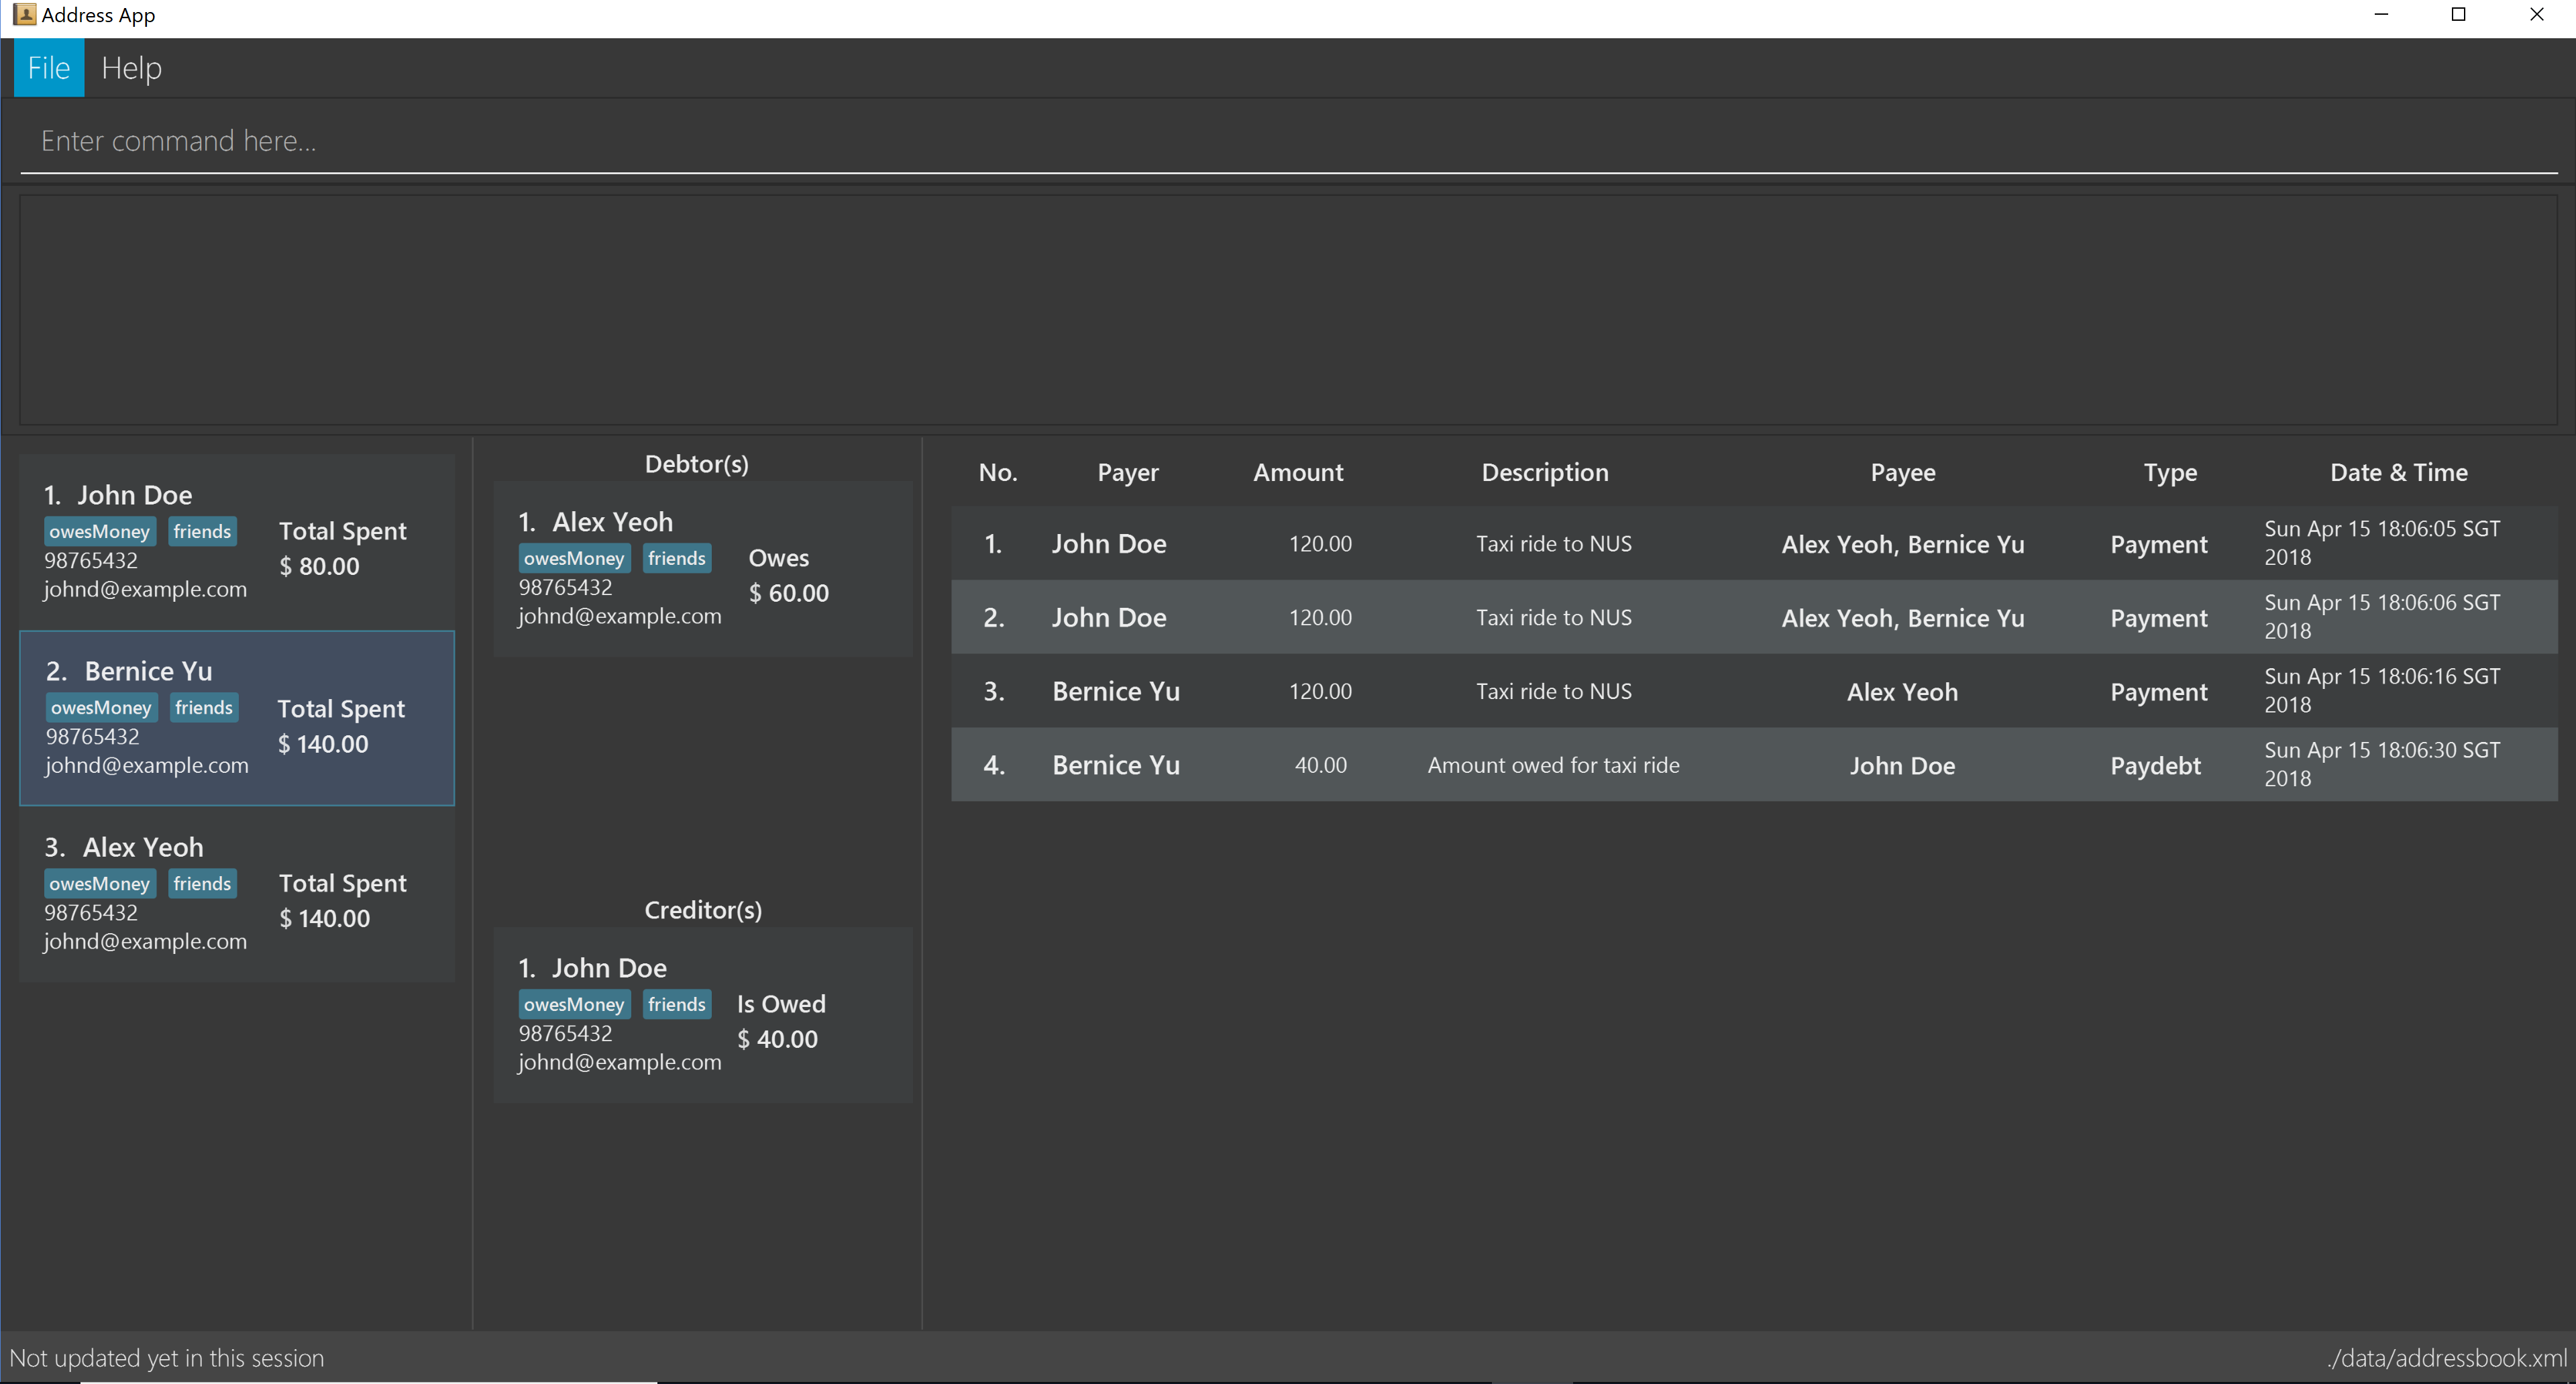 Address App
File Help
Enter command here...
1. John Doe
owesMoney friends
98765432
johnd@example.com
Total Spent
$ 80.00
2. Bernice Yu
owesMoney friends
98765432
johnd@example.com
Total Spent
$ 140.00
3. Alex Yeoh
owesMoney friends
98765432
johnd@example.com
Total Spent
$ 140.00
Debtor(s)
1. Alex Yeoh
owesMoney friends
98765432
johnd@example.com
Owes
$ 60.00
Creditor(s)
1. John Doe
owesMoney friends
98765432
johnd@example.com
Is Owed
$ 40.00
No. Payer Amount Description Payee Type Date & Time
1. John Doe 120.00 Taxi ride to NUS Alex Yeoh, Bernice Yu Payment Sun Apr 15 18:06:05 SGT
2018
2. John Doe 120.00 Taxi ride to NUS Alex Yeoh, Bernice Yu Payment Sun Apr 15 18:06:06 SGT
2018
3. Bernice Yu 120.00 Taxi ride to NUS Alex Yeoh Payment Sun Apr 15 18:06:16 SGT
2018
4. Bernice Yu 40.00 Amount owed for taxi ride John Doe Paydebt Sun Apr 15 18:06:30 SGT
2018
Not updated yet in this session
./data/addressbook.xml